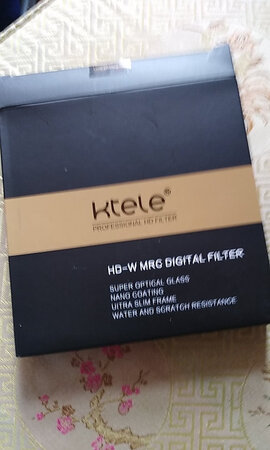 Ktele®
PROFESSIONAL HD FILTER
HD=W MRC DIGITAL FILTER
SUPER OPTICAL GLASS
NANO COATING
UITRA SLIM FRAME
WATER AND SCRATCH RESISTANCE